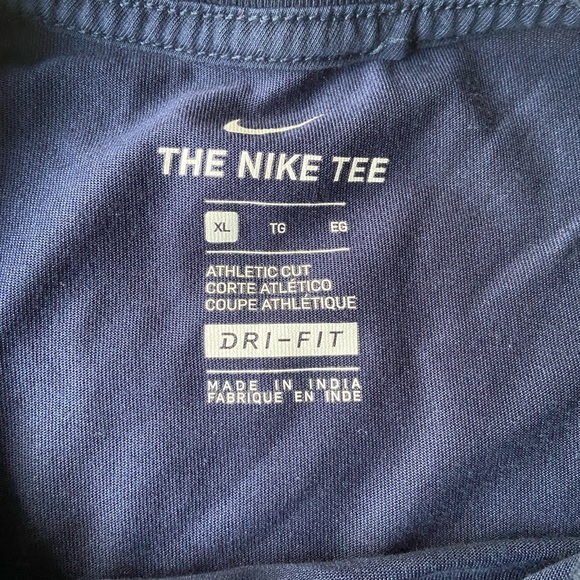 THE NIKE TEE
XL TG EG
ATHLETIC CUT
CORTE ATLÉTICO
COUPE ATHLÉTIQUE
DRI-FIT
MADE IN INDIA
FABRIQUE EN INDE